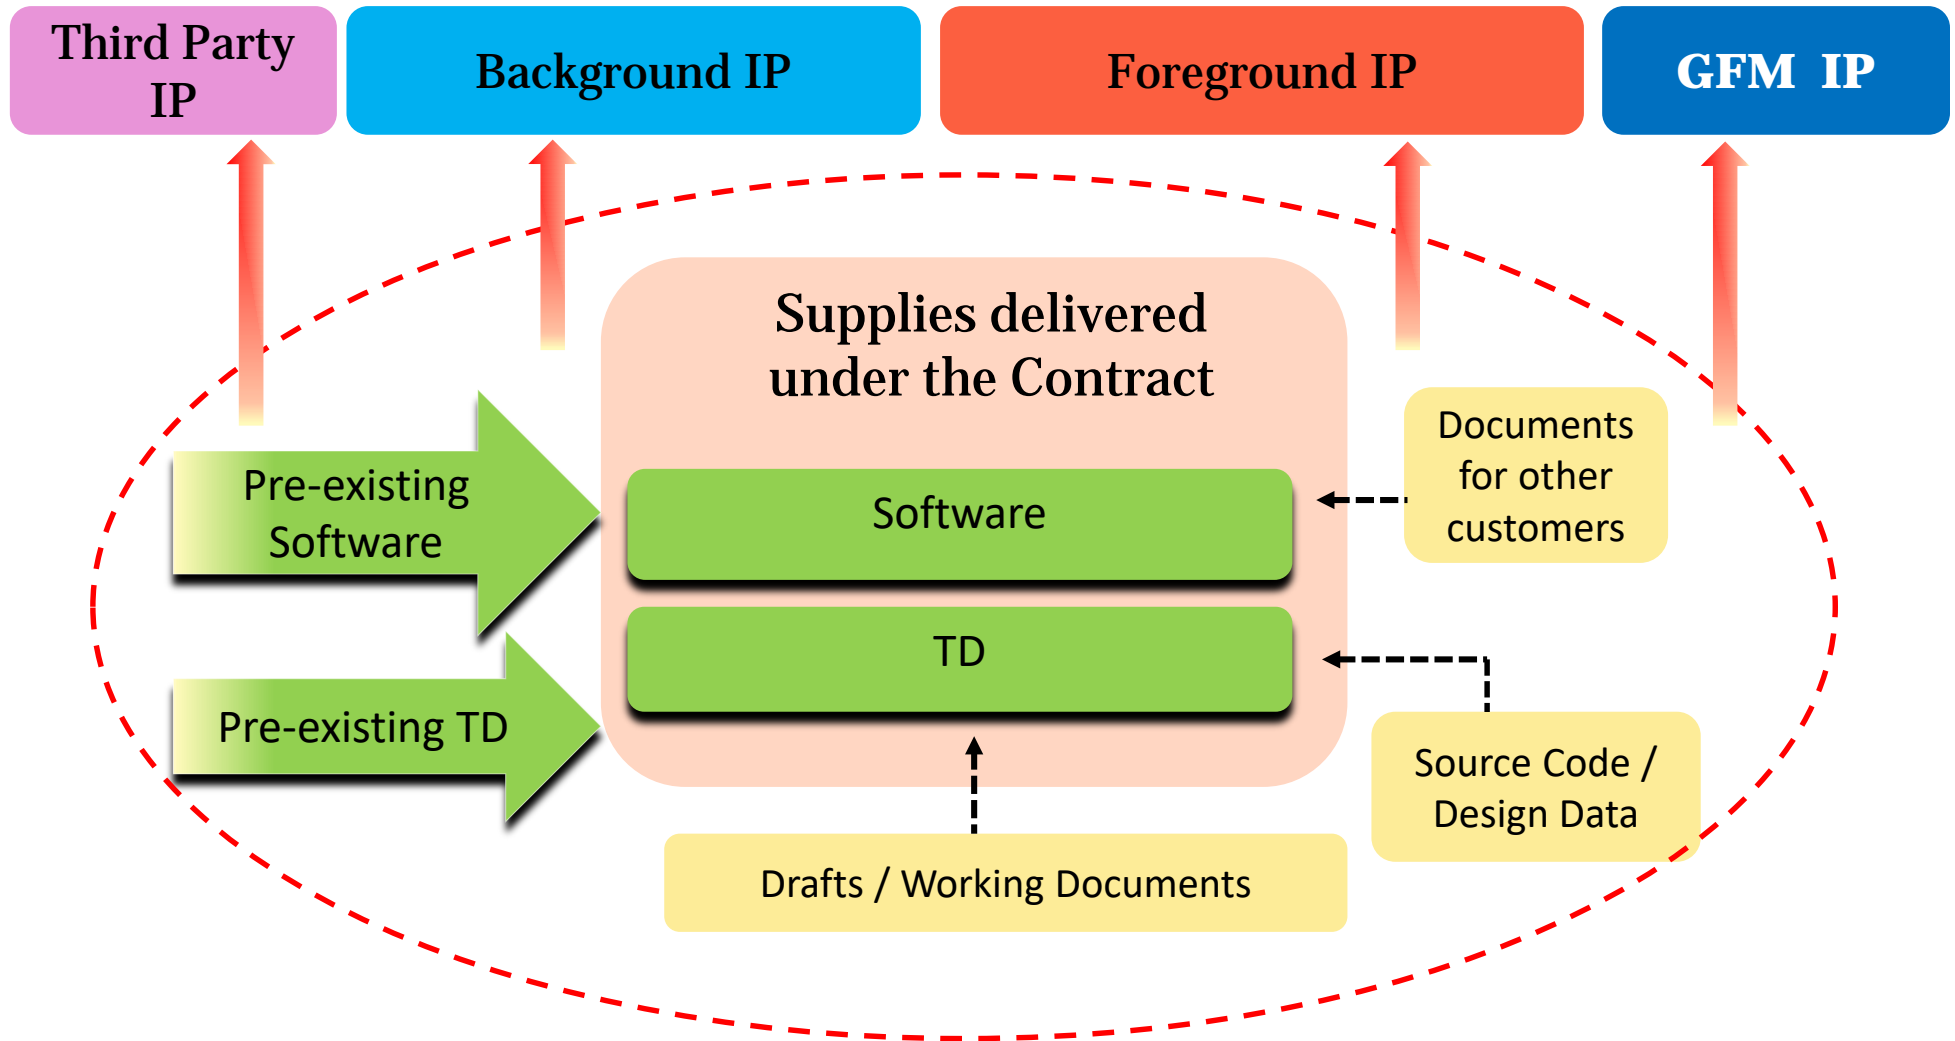 Third Party
IP
Background IP
Foreground IP
GFM IP
Supplies delivered
under the Contract
Documents
for other
customers
Pre-existing
Software
Software
TD
Pre-existing TD
Source Code /
Design Data
Drafts / Working Documents